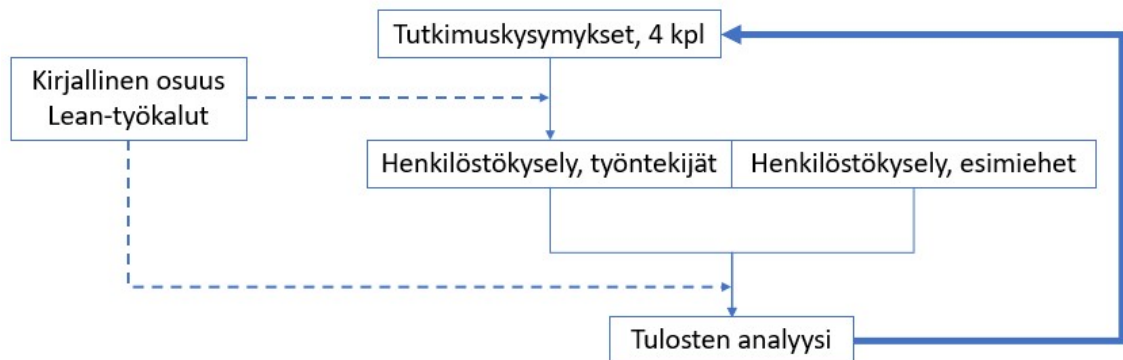 Tutkimuskysymykset, 4 kpl
Kirjallinen osuus
Lean-työkalut
Henkilöstökysely, työntekijät
Henkilöstökysely, esimiehet
Tulosten analyysi